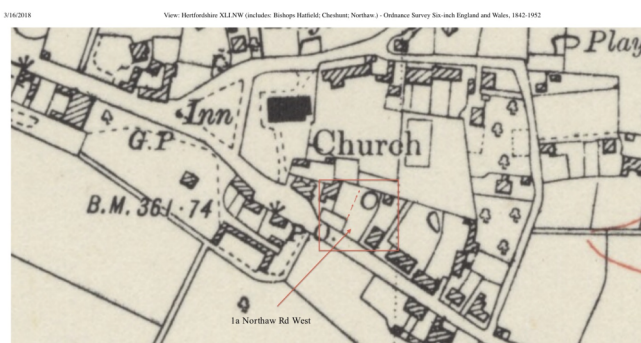 3/16/2018 View: Hertfordshire XLI.NW (includes: Bishops Hatfield; Cheshunt; Northaw.) - Ordnance Survey Six-inch England and Wales, 1842-1952
Play
Inn
G.P
Church
B.M. 361·74
P.O.
1a Northaw Rd West